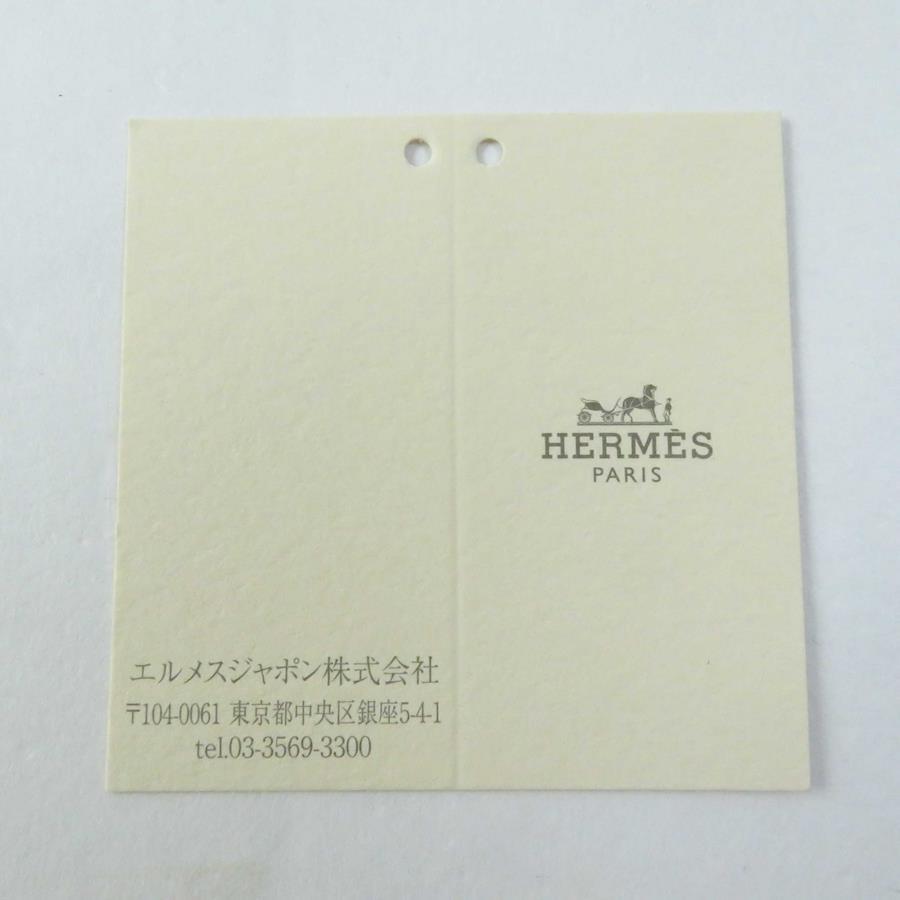 エルメスジャポン株式会社
〒104-0061 東京都中央区銀座5-4-1
tel.03-3569-3300
HERMÈS
PARIS